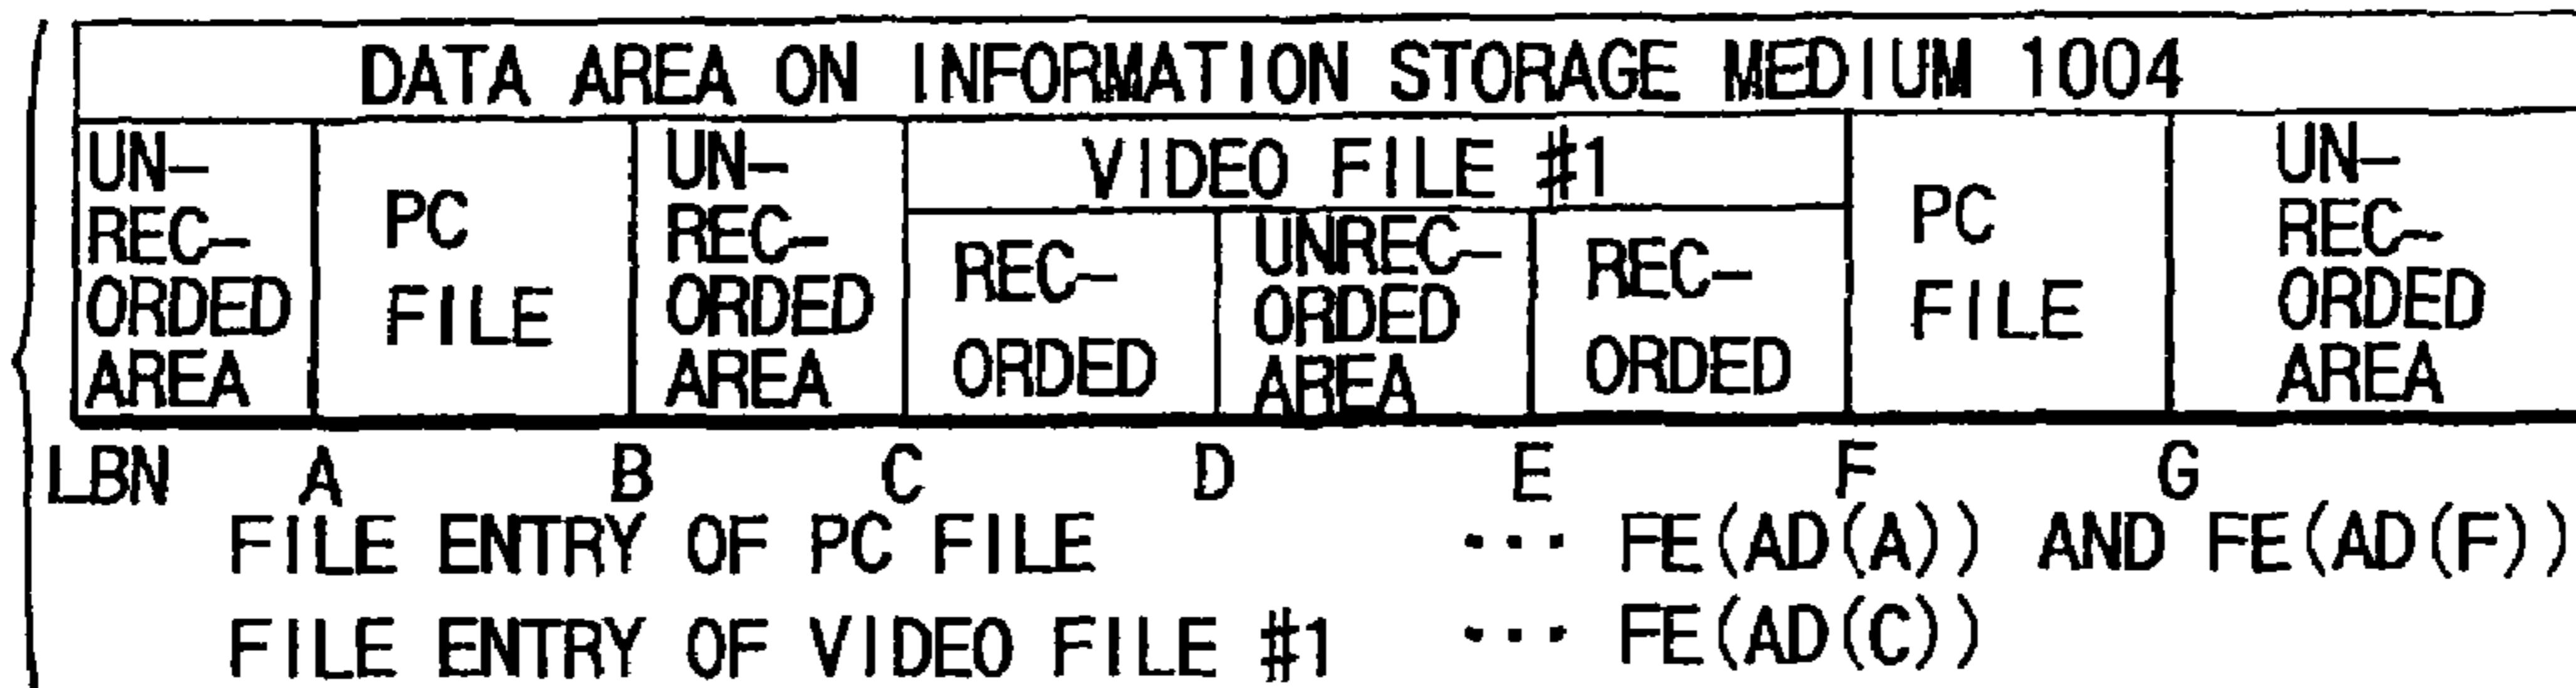 DATA AREA ON INFORMATION STORAGE MEDIUM 1004
UN-
REC-
ORDED
AREA
PC
FILE
UN-
REC-
ORDED
AREA
VIDEO FILE #1
REC-
ORDED
UNREC-
ORDED
AREA
REC-
ORDED
PC
FILE
UN-
REC-
ORDED
AREA
LBN A B C D E F G
FILE ENTRY OF PC FILE ··· FE(AD(A)) AND FE(AD(F))
FILE ENTRY OF VIDEO FILE #1 ··· FE(AD(C))